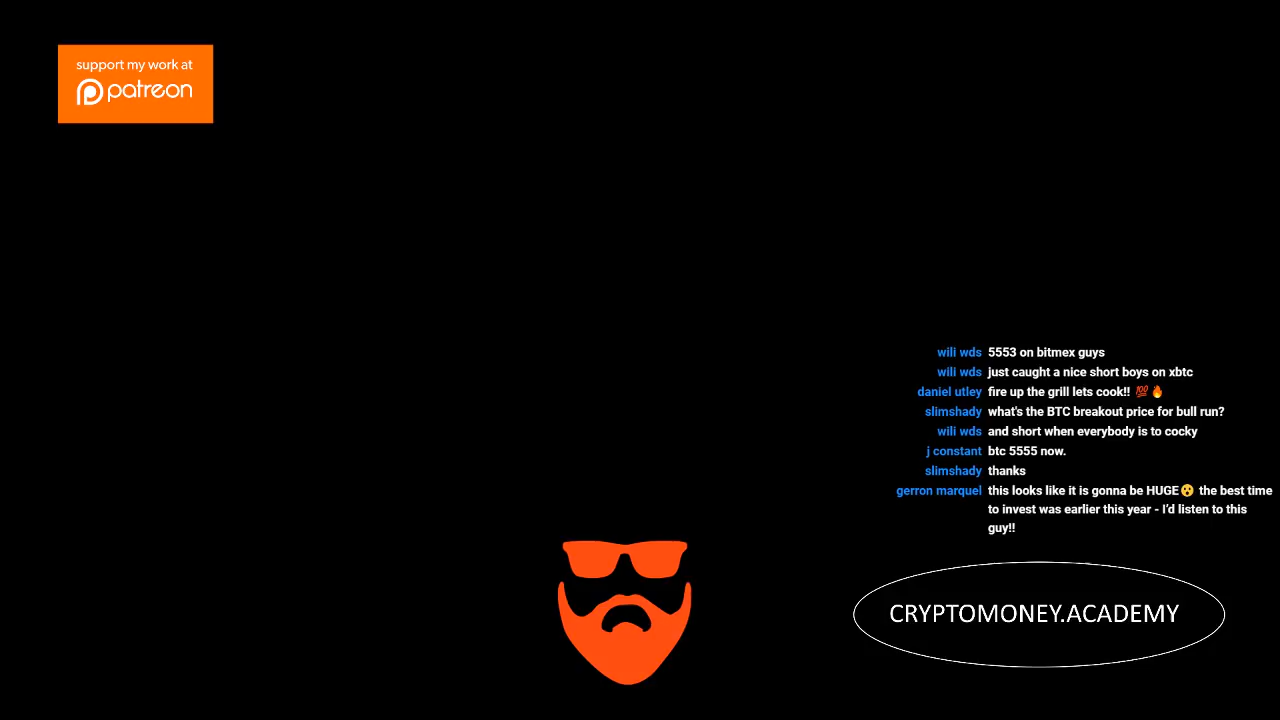 support my work at
patreon
wili wds 5553 on bitmex guys
wili wds just caught a nice short boys on xbtc
daniel utley fire up the grill lets cook!! 💯🔥
slimshady what's the BTC breakout price for bull run?
wili wds and short when everybody is to cocky
j constant btc 5555 now.
slimshady thanks
gerron marquel this looks like it is gonna be HUGE😮 the best time
to invest was earlier this year - I'd listen to this
guy!!
CRYPTOMONEY.ACADEMY